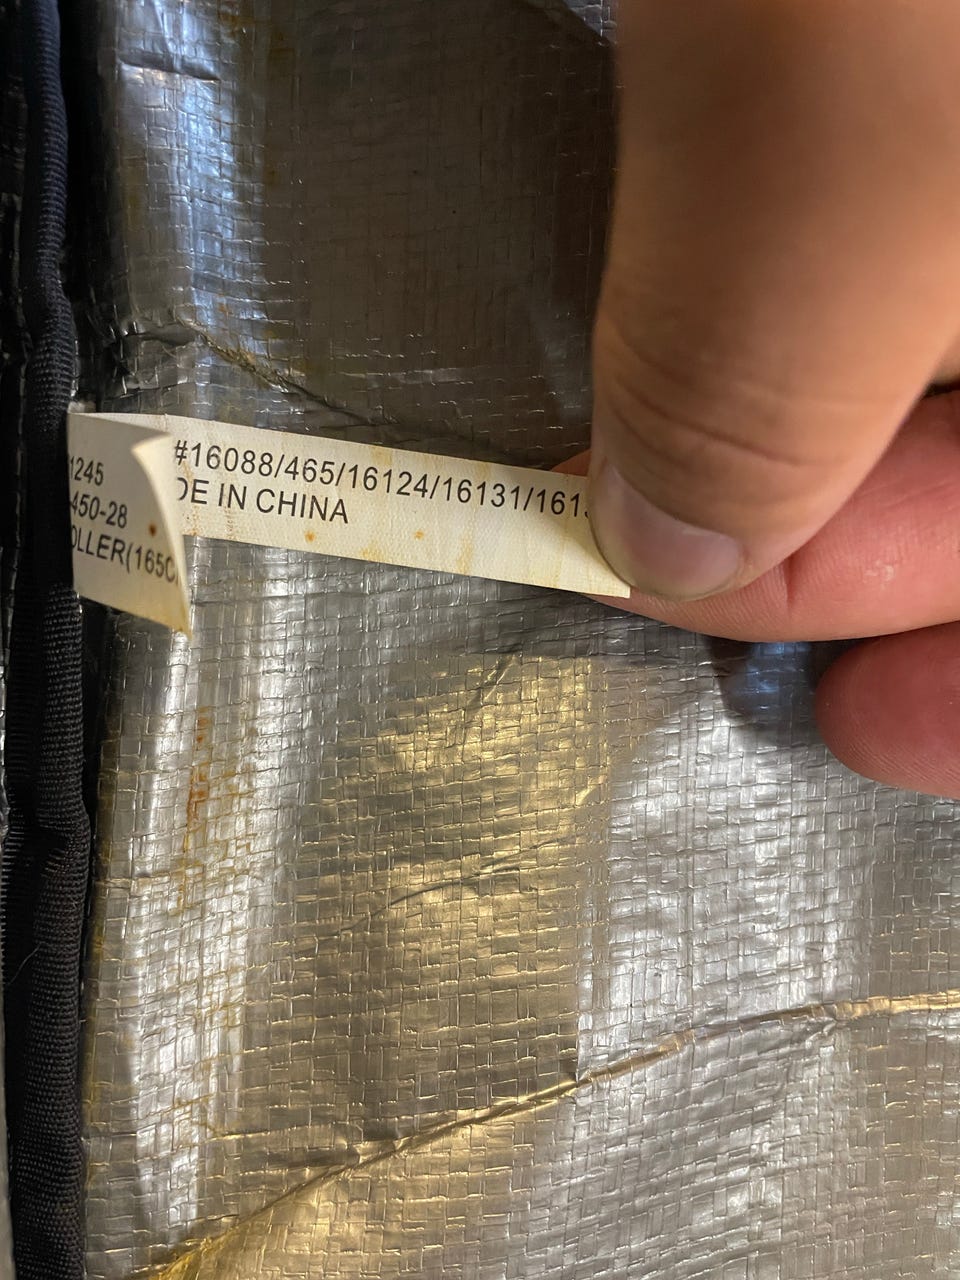 #16088/465/16124/16131/161
DE IN CHINA
1245
450-28
OLLER(165C